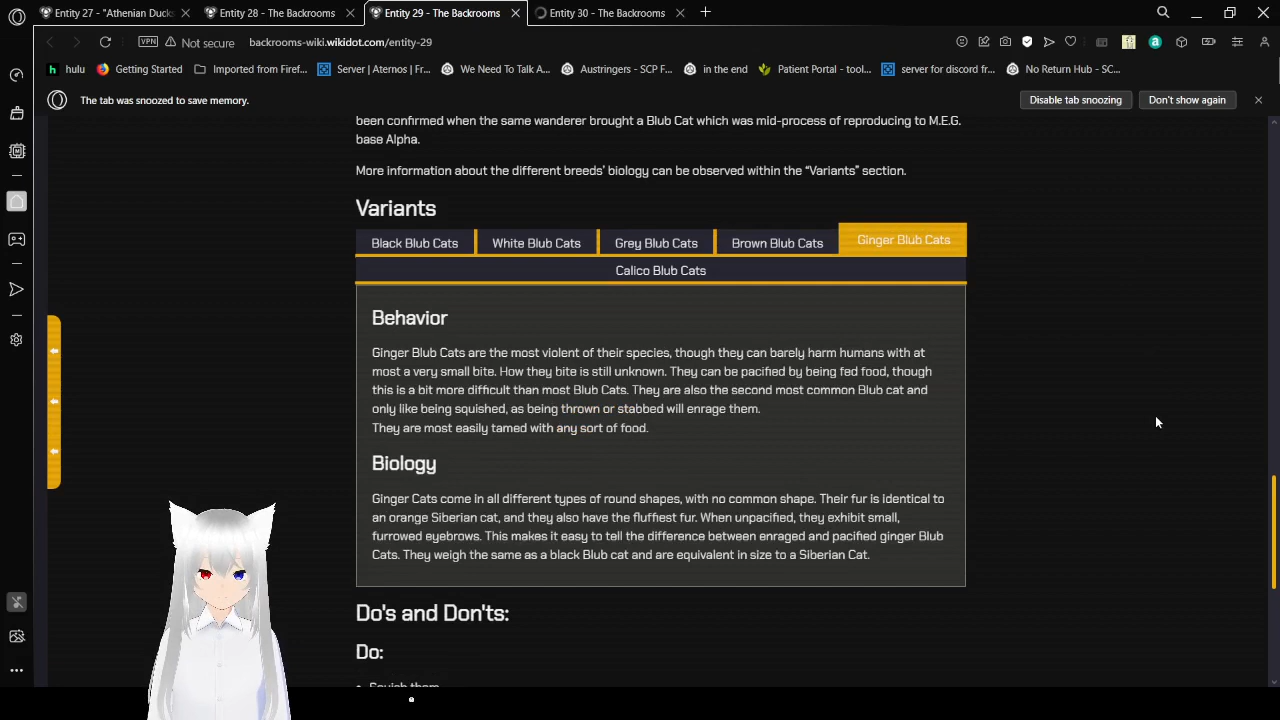 Entity 27 - "Athenian Ducks
Entity 28 - The Backrooms
Entity 29 - The Backrooms
Entity 30 - The Backrooms
VPN
Not secure
backrooms-wiki.wikidot.com/entity-29
hulu
Getting Started
Imported from Firef...
Server | Aternos | Fr...
We Need To Talk A...
Austringers - SCP F...
in the end
Patient Portal - tool...
server for discord fr...
No Return Hub - SC...
The tab was snoozed to save memory.
Disable tab snoozing
Don't show again
been confirmed when the same wanderer brought a Blub Cat which was mid-process of reproducing to M.E.G.
base Alpha.
More information about the different breeds' biology can be observed within the "Variants" section.
Variants
Black Blub Cats
White Blub Cats
Grey Blub Cats
Brown Blub Cats
Ginger Blub Cats
Calico Blub Cats
Behavior
Ginger Blub Cats are the most violent of their species, though they can barely harm humans with at
most a very small bite. How they bite is still unknown. They can be pacified by being fed food, though
this is a bit more difficult than most Blub Cats. They are also the second most common Blub cat and
only like being squished, as being thrown or stabbed will enrage them.
They are most easily tamed with any sort of food.
Biology
Ginger Cats come in all different types of round shapes, with no common shape. Their fur is identical to
an orange Siberian cat, and they also have the fluffiest fur. When unpacified, they exhibit small,
furrowed eyebrows. This makes it easy to tell the difference between enraged and pacified ginger Blub
Cats. They weigh the same as a black Blub cat and are equivalent in size to a Siberian Cat.
Do's and Don'ts:
Do:
Squish them